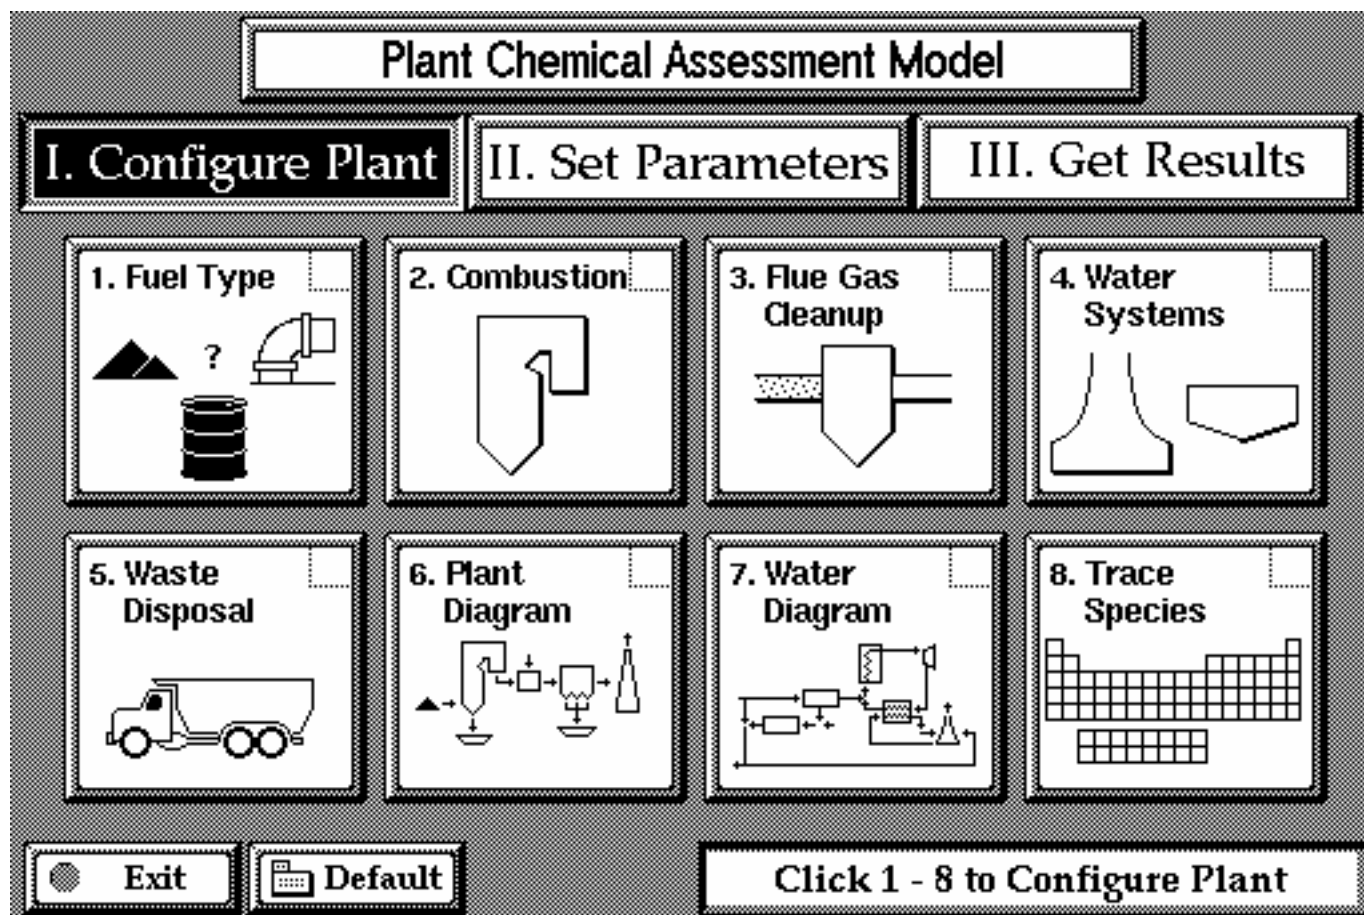 Plant Chemical Assessment Model
I. Configure Plant
II. Set Parameters
III. Get Results
1. Fuel Type
?
2. Combustion
3. Flue Gas
Cleanup
4. Water
Systems
5. Waste
Disposal
6. Plant
Diagram
7. Water
Diagram
8. Trace
Species
Exit
Default
Click 1 - 8 to Configure Plant